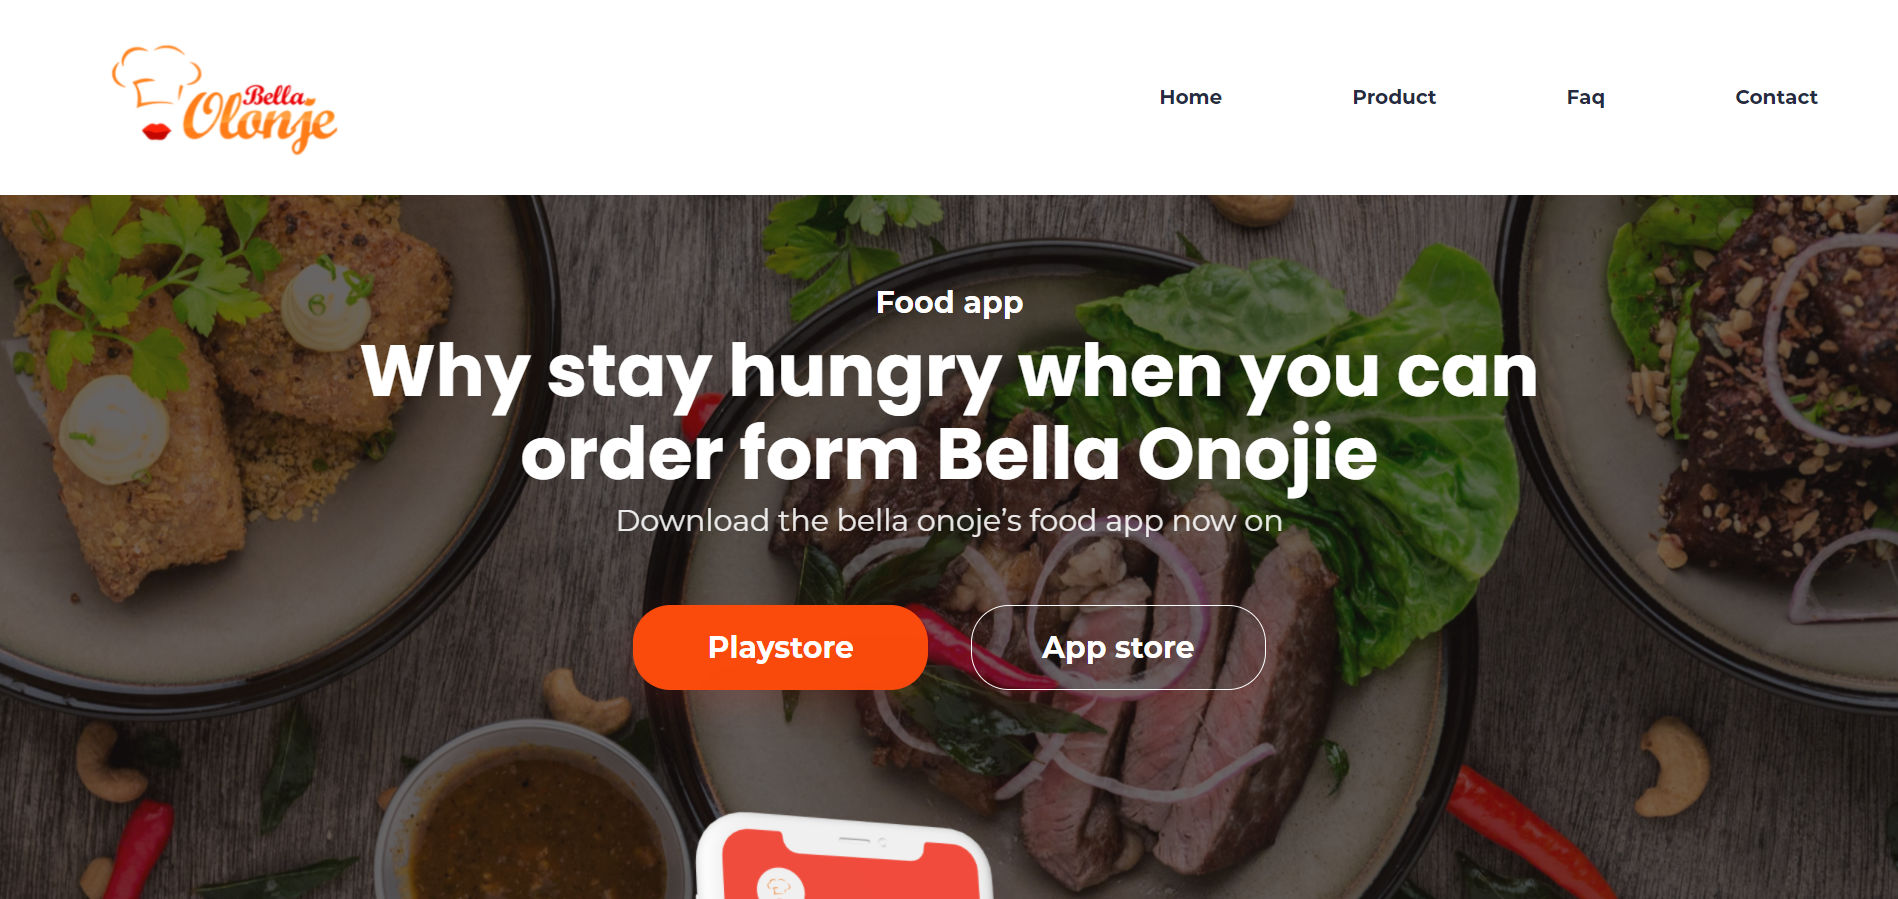 Bella
Olonje
Home
Product
Faq
Contact
Food app
Why stay hungry when you can
order form Bella Onojie
Download the bella onoje’s food app now on
Playstore
App store